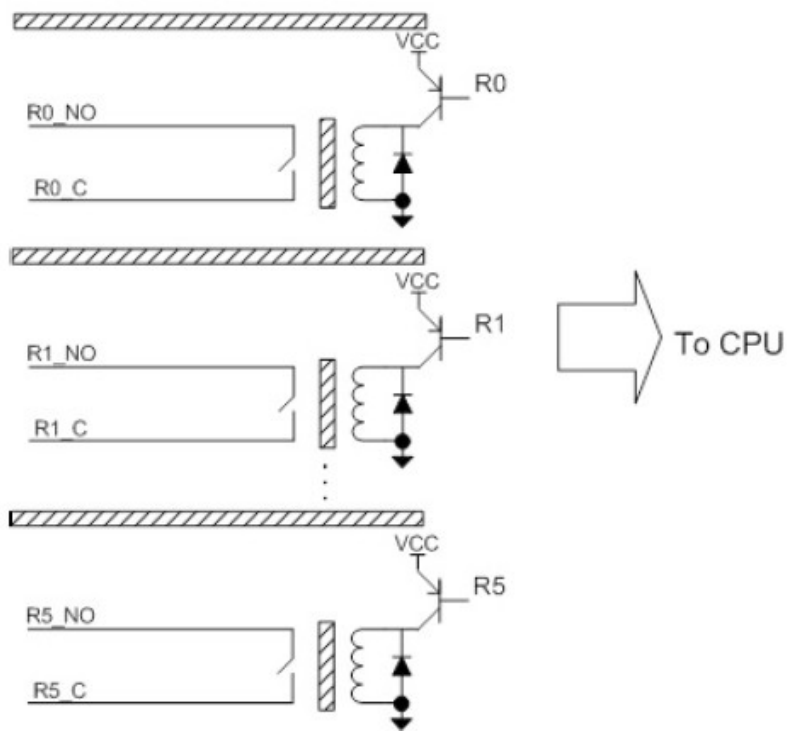 VCC
R0
R0_NO
R0_C
VCC
R1
R1_NO
To CPU
R1_C
VCC
R5
R5_NO
R5_C